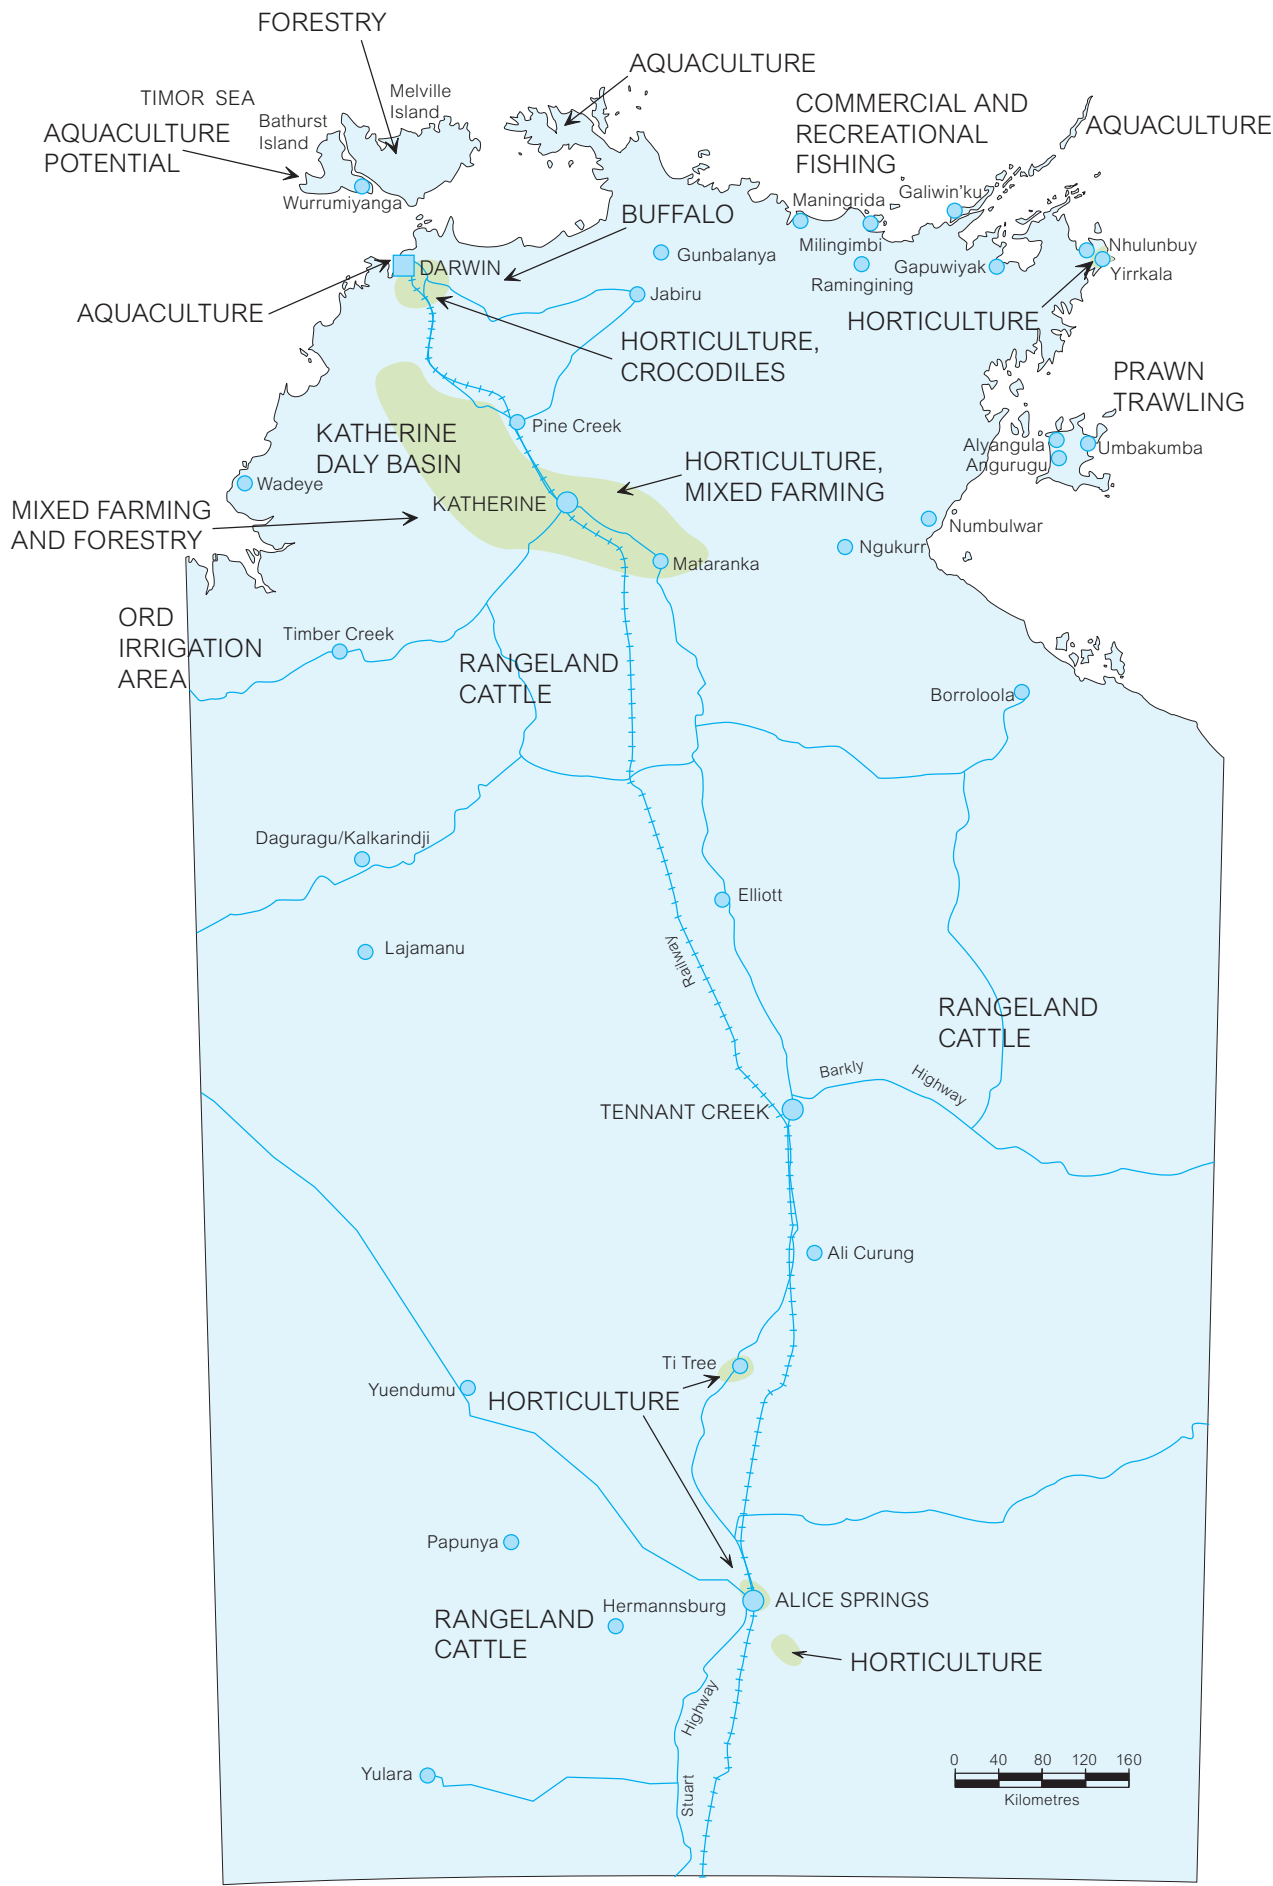 FORESTRY
AQUACULTURE
Melville
Island
TIMOR SEA
COMMERCIAL AND
RECREATIONAL
FISHING
Bathurst
Island
AQUACULTURE
POTENTIAL
AQUACULTURE
Wurrumiyanga
Galiwin'ku
Maningrida
BUFFALO
Milingimbi
Nhulunbuy
Gunbalanya
Gapuwiyak
DARWIN
Yirrkala
Ramingining
Jabiru
AQUACULTURE
HORTICULTURE
HORTICULTURE,
CROCODILES
PRAWN
TRAWLING
Pine Creek
KATHERINE
DALY BASIN
Alyangula
Umbakumba
Angurugu
HORTICULTURE,
MIXED FARMING
Wadeye
KATHERINE
MIXED FARMING
AND FORESTRY
Numbulwar
Ngukurr
Mataranka
ORD
IRRIGATION
AREA
Timber Creek
RANGELAND
CATTLE
Borroloola
Daguragu/Kalkarindji
Elliott
Lajamanu
Railway
RANGELAND
CATTLE
Barkly
Highway
TENNANT CREEK
Ali Curung
Ti Tree
Yuendumu
HORTICULTURE
Papunya
ALICE SPRINGS
Hermannsburg
RANGELAND
CATTLE
HORTICULTURE
Highway
Stuart
Yulara
0 40 80 120 160
Kilometres